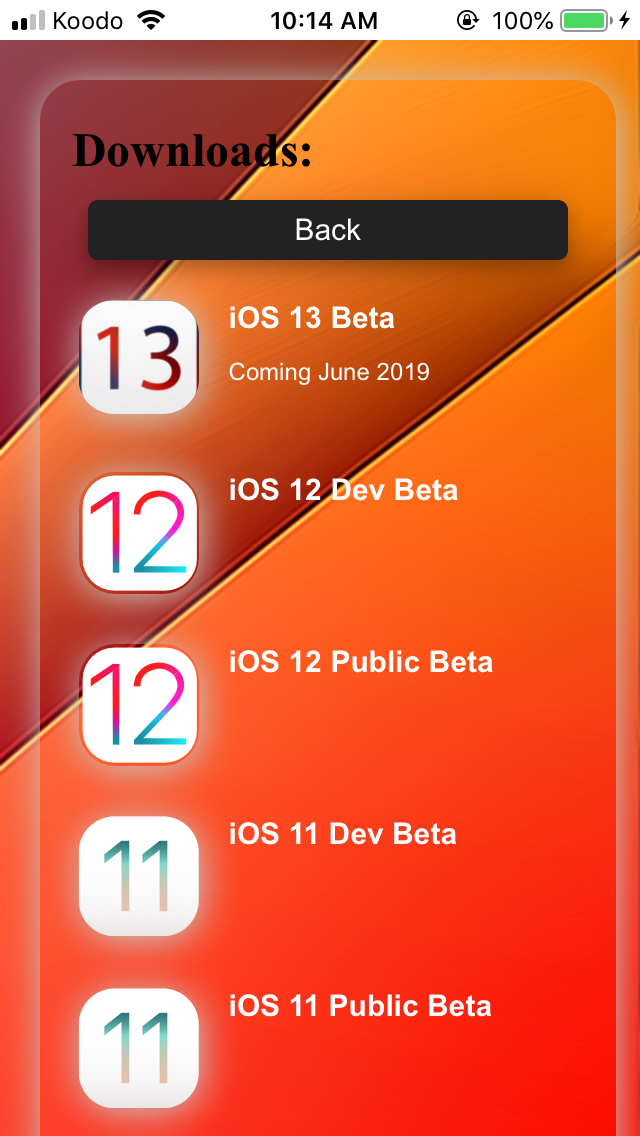 Koodo 10:14 AM 100%
Downloads:
Back
13
iOS 13 Beta
Coming June 2019
12
iOS 12 Dev Beta
12
iOS 12 Public Beta
11
iOS 11 Dev Beta
11
iOS 11 Public Beta